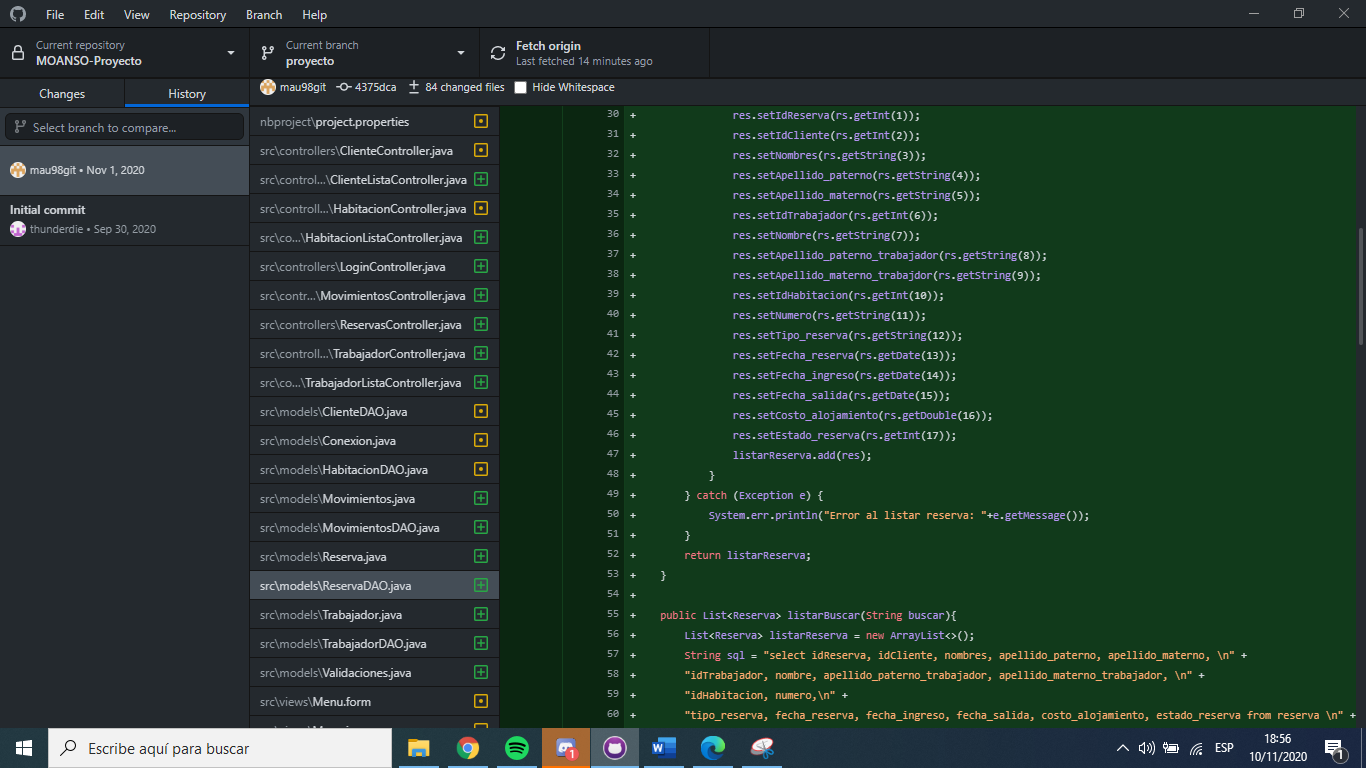 File Edit View Repository Branch Help
Current repository
MOANSO-Proyecto
Current branch
proyecto
Fetch origin
Last fetched 14 minutes ago
Changes History
mau98git 4375dca 84 changed files Hide Whitespace
Select branch to compare...
mau98git • Nov 1, 2020
Initial commit
thunderdie • Sep 30, 2020
nbproject\project.properties
src\controllers\ClienteController.java
src\control...\ClienteListaController.java
src\controll...\HabitacionController.java
src\co...\HabitacionListaController.java
src\controllers\LoginController.java
src\contr...\MovimientosController.java
src\controllers\ReservasController.java
src\controll...\TrabajadorController.java
src\co...\TrabajadorListaController.java
src\models\ClienteDAO.java
src\models\Conexion.java
src\models\HabitacionDAO.java
src\models\Movimientos.java
src\models\MovimientosDAO.java
src\models\Reserva.java
src\models\ReservaDAO.java
src\models\Trabajador.java
src\models\TrabajadorDAO.java
src\models\Validaciones.java
src\views\Menu.form
30 + res.setIdReserva(rs.getInt(1));
31 + res.setIdCliente(rs.getInt(2));
32 + res.setNombres(rs.getString(3));
33 + res.setApellido_paterno(rs.getString(4));
34 + res.setApellido_materno(rs.getString(5));
35 + res.setIdTrabajador(rs.getInt(6));
36 + res.setNombre(rs.getString(7));
37 + res.setApellido_paterno_trabajador(rs.getString(8));
38 + res.setApellido_materno_trabajdor(rs.getString(9));
39 + res.setIdHabitacion(rs.getInt(10));
40 + res.setNumero(rs.getString(11));
41 + res.setTipo_reserva(rs.getString(12));
42 + res.setFecha_reserva(rs.getDate(13));
43 + res.setFecha_ingreso(rs.getDate(14));
44 + res.setFecha_salida(rs.getDate(15));
45 + res.setCosto_alojamiento(rs.getDouble(16));
46 + res.setEstado_reserva(rs.getInt(17));
47 + listarReserva.add(res);
48 + }
49 + } catch (Exception e) {
50 + System.err.println("Error al listar reserva: "+e.getMessage());
51 + }
52 + return listarReserva;
53 + }
54 +
55 + public List<Reserva> listarBuscar(String buscar){
56 + List<Reserva> listarReserva = new ArrayList<>();
57 + String sql = "select idReserva, idCliente, nombres, apellido_paterno, apellido_materno, \n" +
58 + "idTrabajador, nombre, apellido_paterno_trabajador, apellido_materno_trabajador, \n" +
59 + "idHabitacion, numero,\n" +
60 + "tipo_reserva, fecha_reserva, fecha_ingreso, fecha_salida, costo_alojamiento, estado_reserva from reserva \n" +
Escribe aquí para buscar
1
ESP
18:56
10/11/2020
1